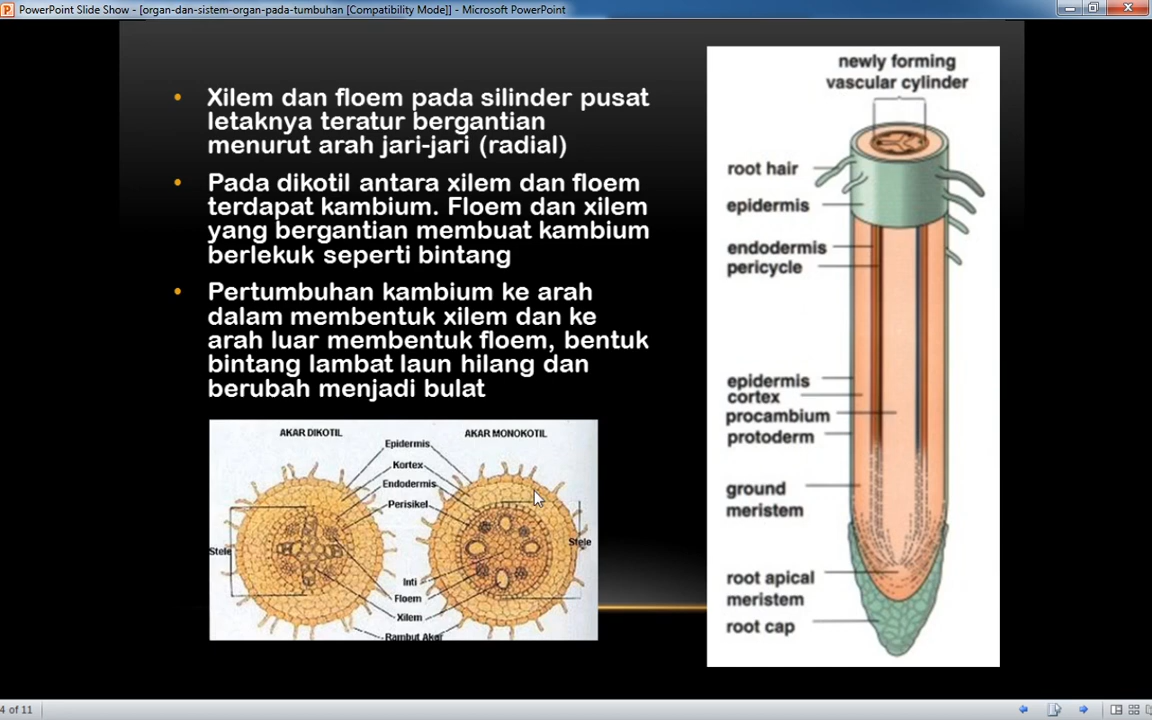 PowerPoint Slide Show - [organ-dan-sistem-organ-pada-tumbuhan [Compatibility Mode]] - Microsoft PowerPoint
• Xilem dan floem pada silinder pusat
letaknya teratur bergantian
menurut arah jari-jari (radial)
• Pada dikotil antara xilem dan floem
terdapat kambium. Floem dan xilem
yang bergantian membuat kambium
berlekuk seperti bintang
• Pertumbuhan kambium ke arah
dalam membentuk xilem dan ke
arah luar membentuk floem, bentuk
bintang lambat laun hilang dan
berubah menjadi bulat
AKAR DIKOTIL
AKAR MONOKOTIL
Epidermis
Kortex
Endodermis
Perisikel
Stele
Stele
Inti
Floem
Xilem
Rambut Akar
newly forming
vascular cylinder
root hair
epidermis
endodermis
pericycle
epidermis
cortex
procambium
protoderm
ground
meristem
root apical
meristem
root cap
4 of 11